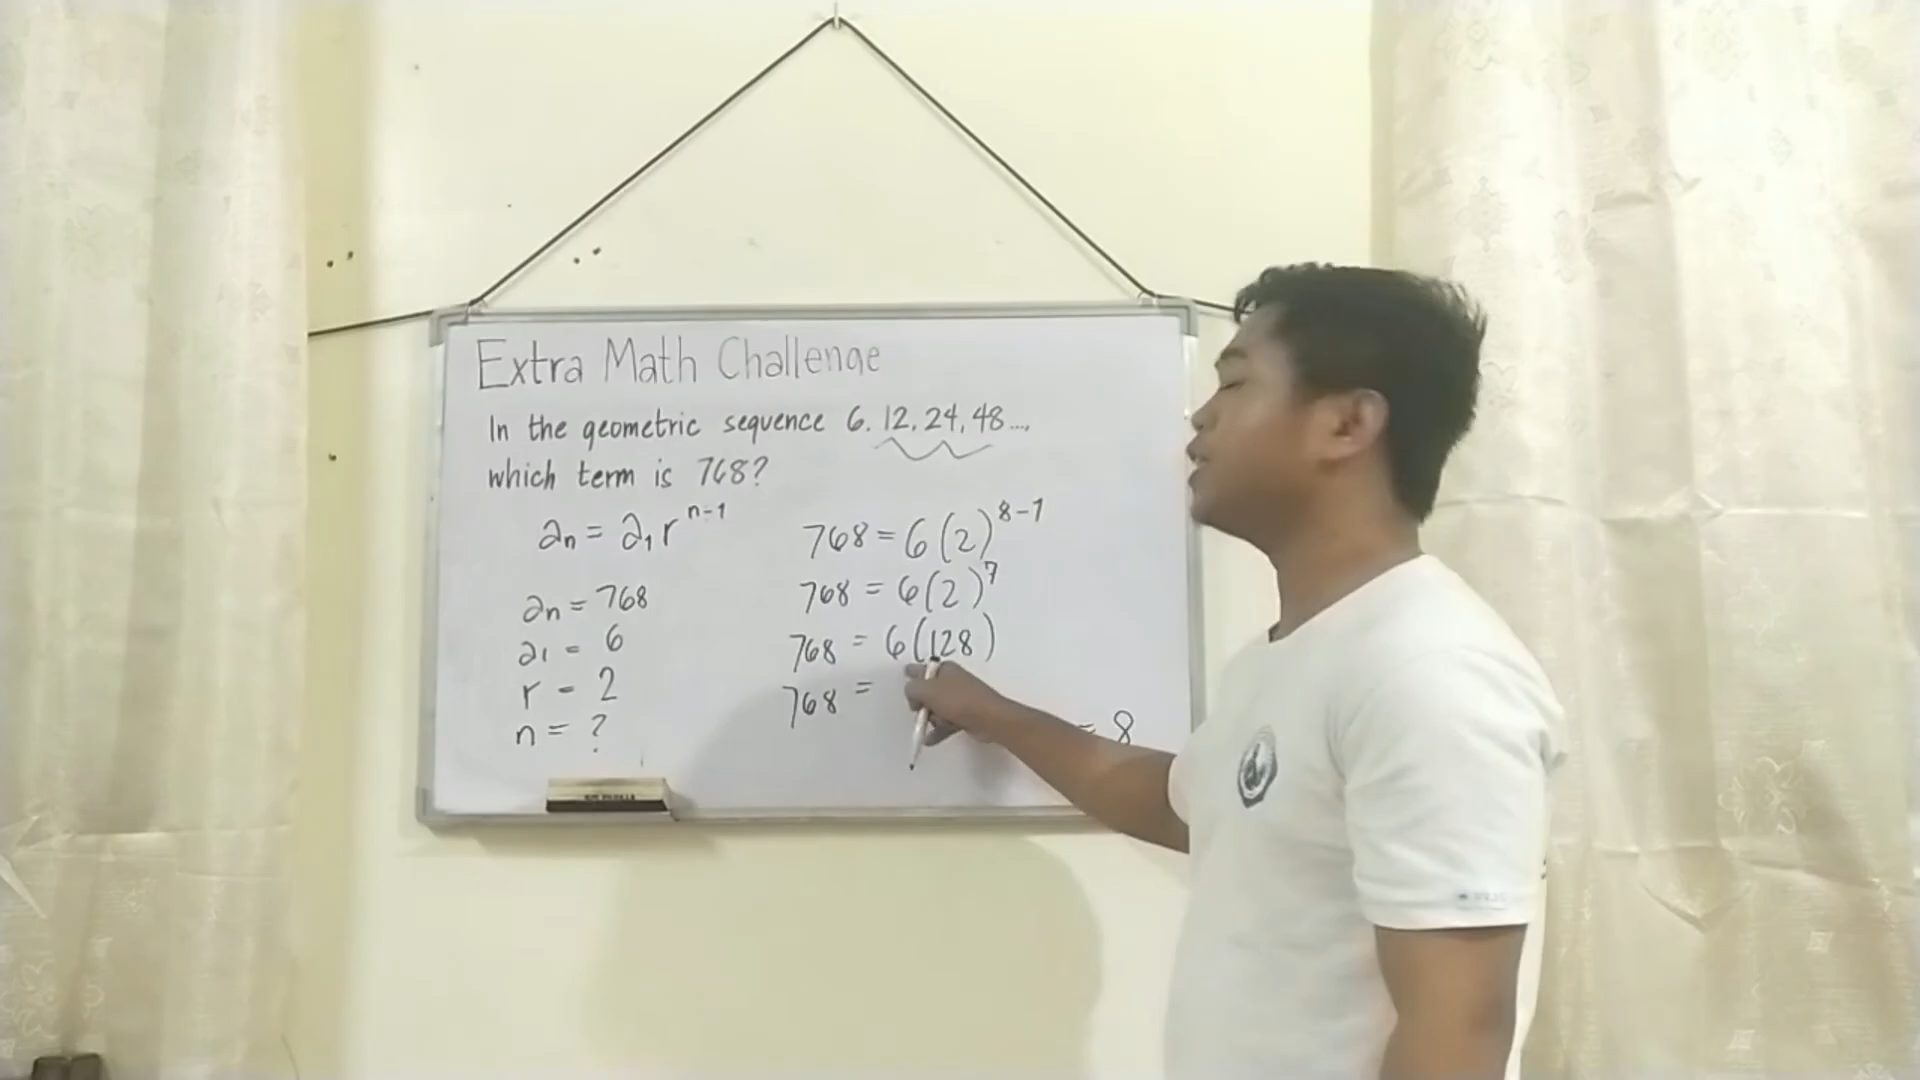 Extra Math Challenge
In the geometric sequence 6, 12, 24, 48...,
which term is 768?
aₙ = a₁ r ⁿ⁻¹
aₙ = 768
a₁ = 6
r = 2
n = ?
768 = 6(2)⁸⁻¹
768 = 6(2)⁷
768 = 6(128)
768 =
= 8